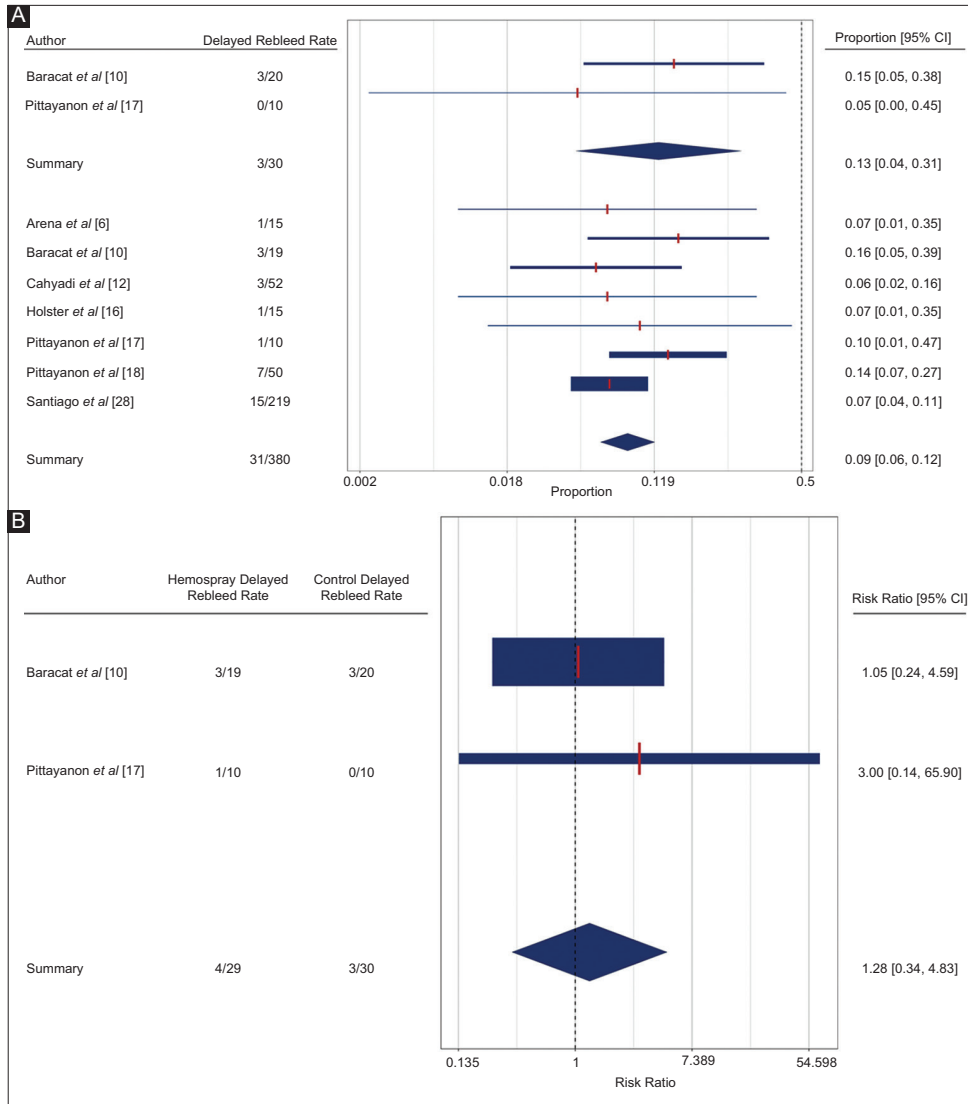 A
Author Delayed Rebleed Rate Proportion [95% CI]
Baracat et al [10] 3/20 0.15 [0.05, 0.38]
Pittayanon et al [17] 0/10 0.05 [0.00, 0.45]
Summary 3/30 0.13 [0.04, 0.31]
Arena et al [6] 1/15 0.07 [0.01, 0.35]
Baracat et al [10] 3/19 0.16 [0.05, 0.39]
Cahyadi et al [12] 3/52 0.06 [0.02, 0.16]
Holster et al [16] 1/15 0.07 [0.01, 0.35]
Pittayanon et al [17] 1/10 0.10 [0.01, 0.47]
Pittayanon et al [18] 7/50 0.14 [0.07, 0.27]
Santiago et al [28] 15/219 0.07 [0.04, 0.11]
Summary 31/380 0.09 [0.06, 0.12]
0.002 0.018 0.119 0.5
Proportion
B
Author Hemospray Delayed Control Delayed
Rebleed Rate Rebleed Rate
Risk Ratio [95% CI]
Baracat et al [10] 3/19 3/20 1.05 [0.24, 4.59]
Pittayanon et al [17] 1/10 0/10 3.00 [0.14, 65.90]
Summary 4/29 3/30 1.28 [0.34, 4.83]
0.135 1 7.389 54.598
Risk Ratio